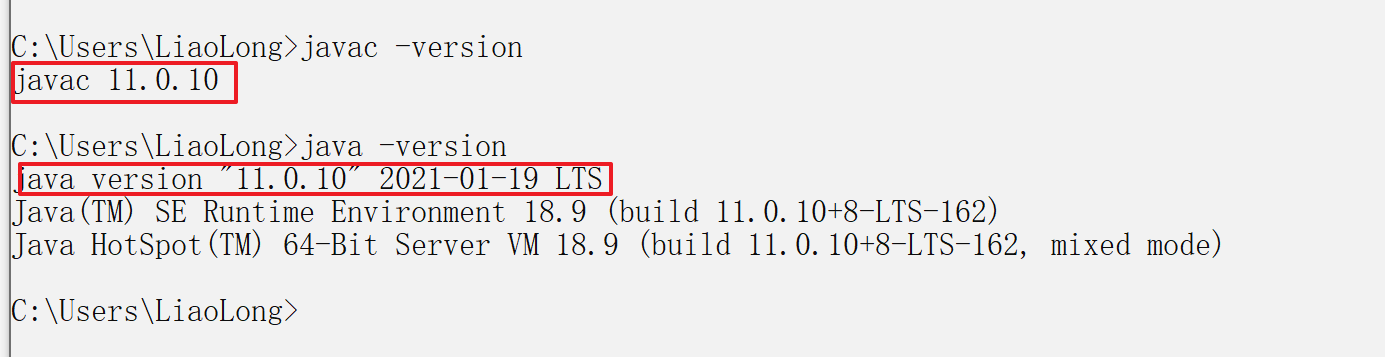 C:\Users\LiaoLong>javac -version
javac 11.0.10
C:\Users\LiaoLong>java -version
java version "11.0.10" 2021-01-19 LTS
Java(TM) SE Runtime Environment 18.9 (build 11.0.10+8-LTS-162)
Java HotSpot(TM) 64-Bit Server VM 18.9 (build 11.0.10+8-LTS-162, mixed mode)
C:\Users\LiaoLong>